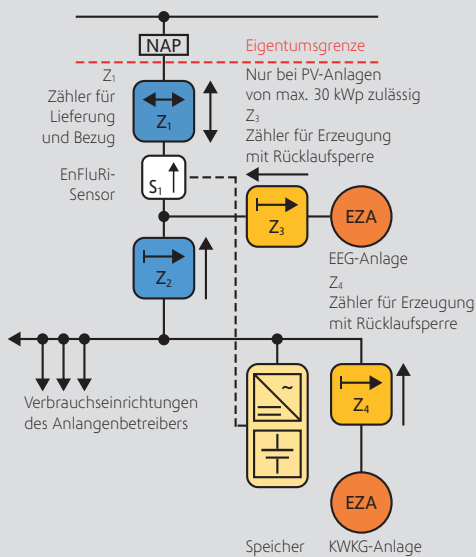 NAP
Eigentumsgrenze
Z1
Zähler für
Lieferung
und Bezug
Z1
Nur bei PV-Anlagen
von max. 30 kWp zulässig
Z3
Zähler für Erzeugung
mit Rücklaufsperre
EnFluRi-
Sensor
S1
Z3
EZA
EEG-Anlage
Z2
Z4
Zähler für Erzeugung
mit Rücklaufsperre
Verbrauchseinrichtungen
des Anlangenbetreibers
~
Z4
EZA
Speicher
KWKG-Anlage